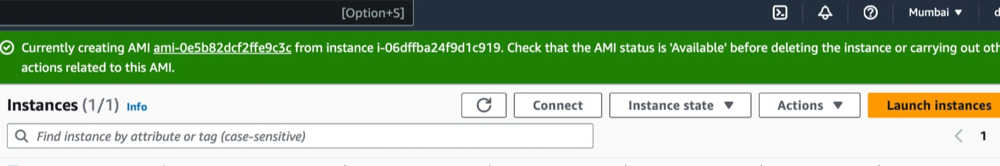 [Option+S] Mumbai
Currently creating AMI ami-0e5b82dcf2ffe9c3c from instance i-06dffba24f9d1c919. Check that the AMI status is 'Available' before deleting the instance or carrying out oth
actions related to this AMI.
Instances (1/1) Info Connect Instance state Actions Launch instances
Find instance by attribute or tag (case-sensitive) 1